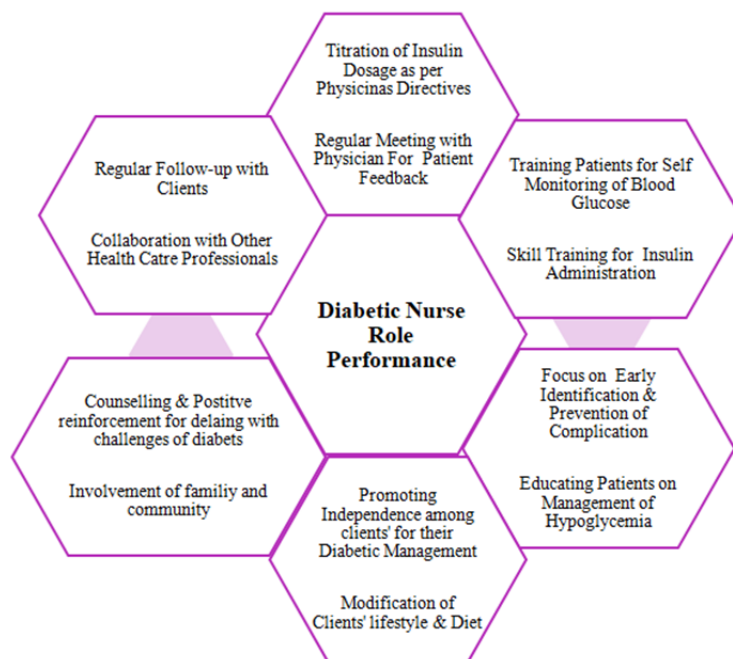 Titration of Insulin
Dosage as per
Physicinas Directives
Regular Meeting with
Physician For Patient
Feedback
Training Patients for Self
Monitoring of Blood
Glucose
Skill Training for Insulin
Administration
Focus on Early
Identification &
Prevention of
Complication
Educating Patients on
Management of
Hypoglycemia
Promoting
Independence among
clients' for their
Diabetic Management
Modification of
Clients' lifestyle & Diet
Counselling & Postitve
reinforcement for delaing with
challenges of diabets
Involvement of familiy and
community
Regular Follow-up with
Clients
Collaboration with Other
Health Catre Professionals
Diabetic Nurse
Role
Performance